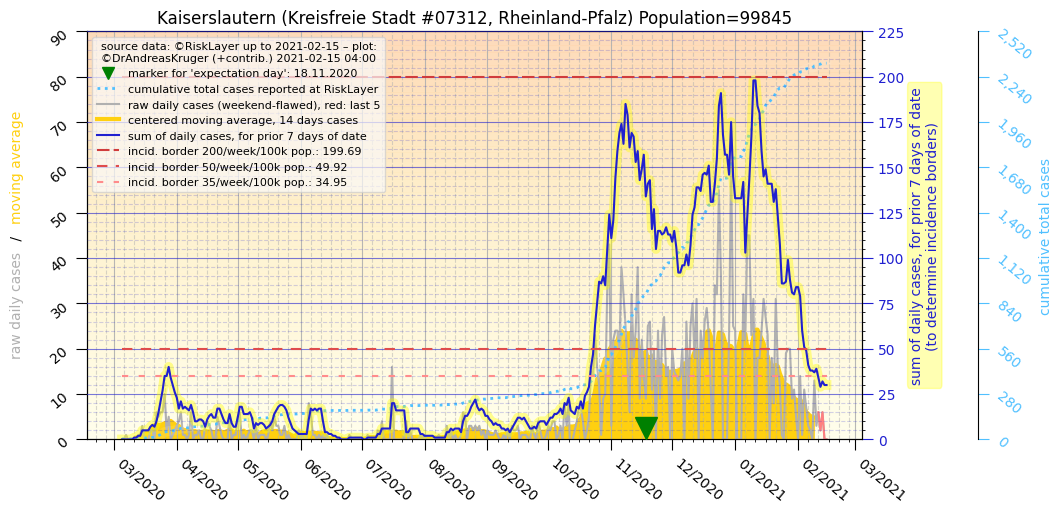 Kaiserslautern (Kreisfreie Stadt #07312, Rheinland-Pfalz) Population=99845
source data: ©RiskLayer up to 2021-02-15 – plot:
©DrAndreasKruger (+contrib.) 2021-02-15 04:00
marker for 'expectation day': 18.11.2020
cumulative total cases reported at RiskLayer
raw daily cases (weekend-flawed), red: last 5
centered moving average, 14 days cases
sum of daily cases, for prior 7 days of date
incid. border 200/week/100k pop.: 199.69
incid. border 50/week/100k pop.: 49.92
incid. border 35/week/100k pop.: 34.95
raw daily cases / moving average
90
80
70
60
50
40
30
20
10
0
03/2020
04/2020
05/2020
06/2020
07/2020
08/2020
09/2020
10/2020
11/2020
12/2020
01/2021
02/2021
03/2021
225
200
175
150
125
100
75
50
25
0
sum of daily cases, for prior 7 days of date
(to determine incidence borders)
2,520
2,240
1,960
1,680
1,400
1,120
840
560
280
0
cumulative total cases